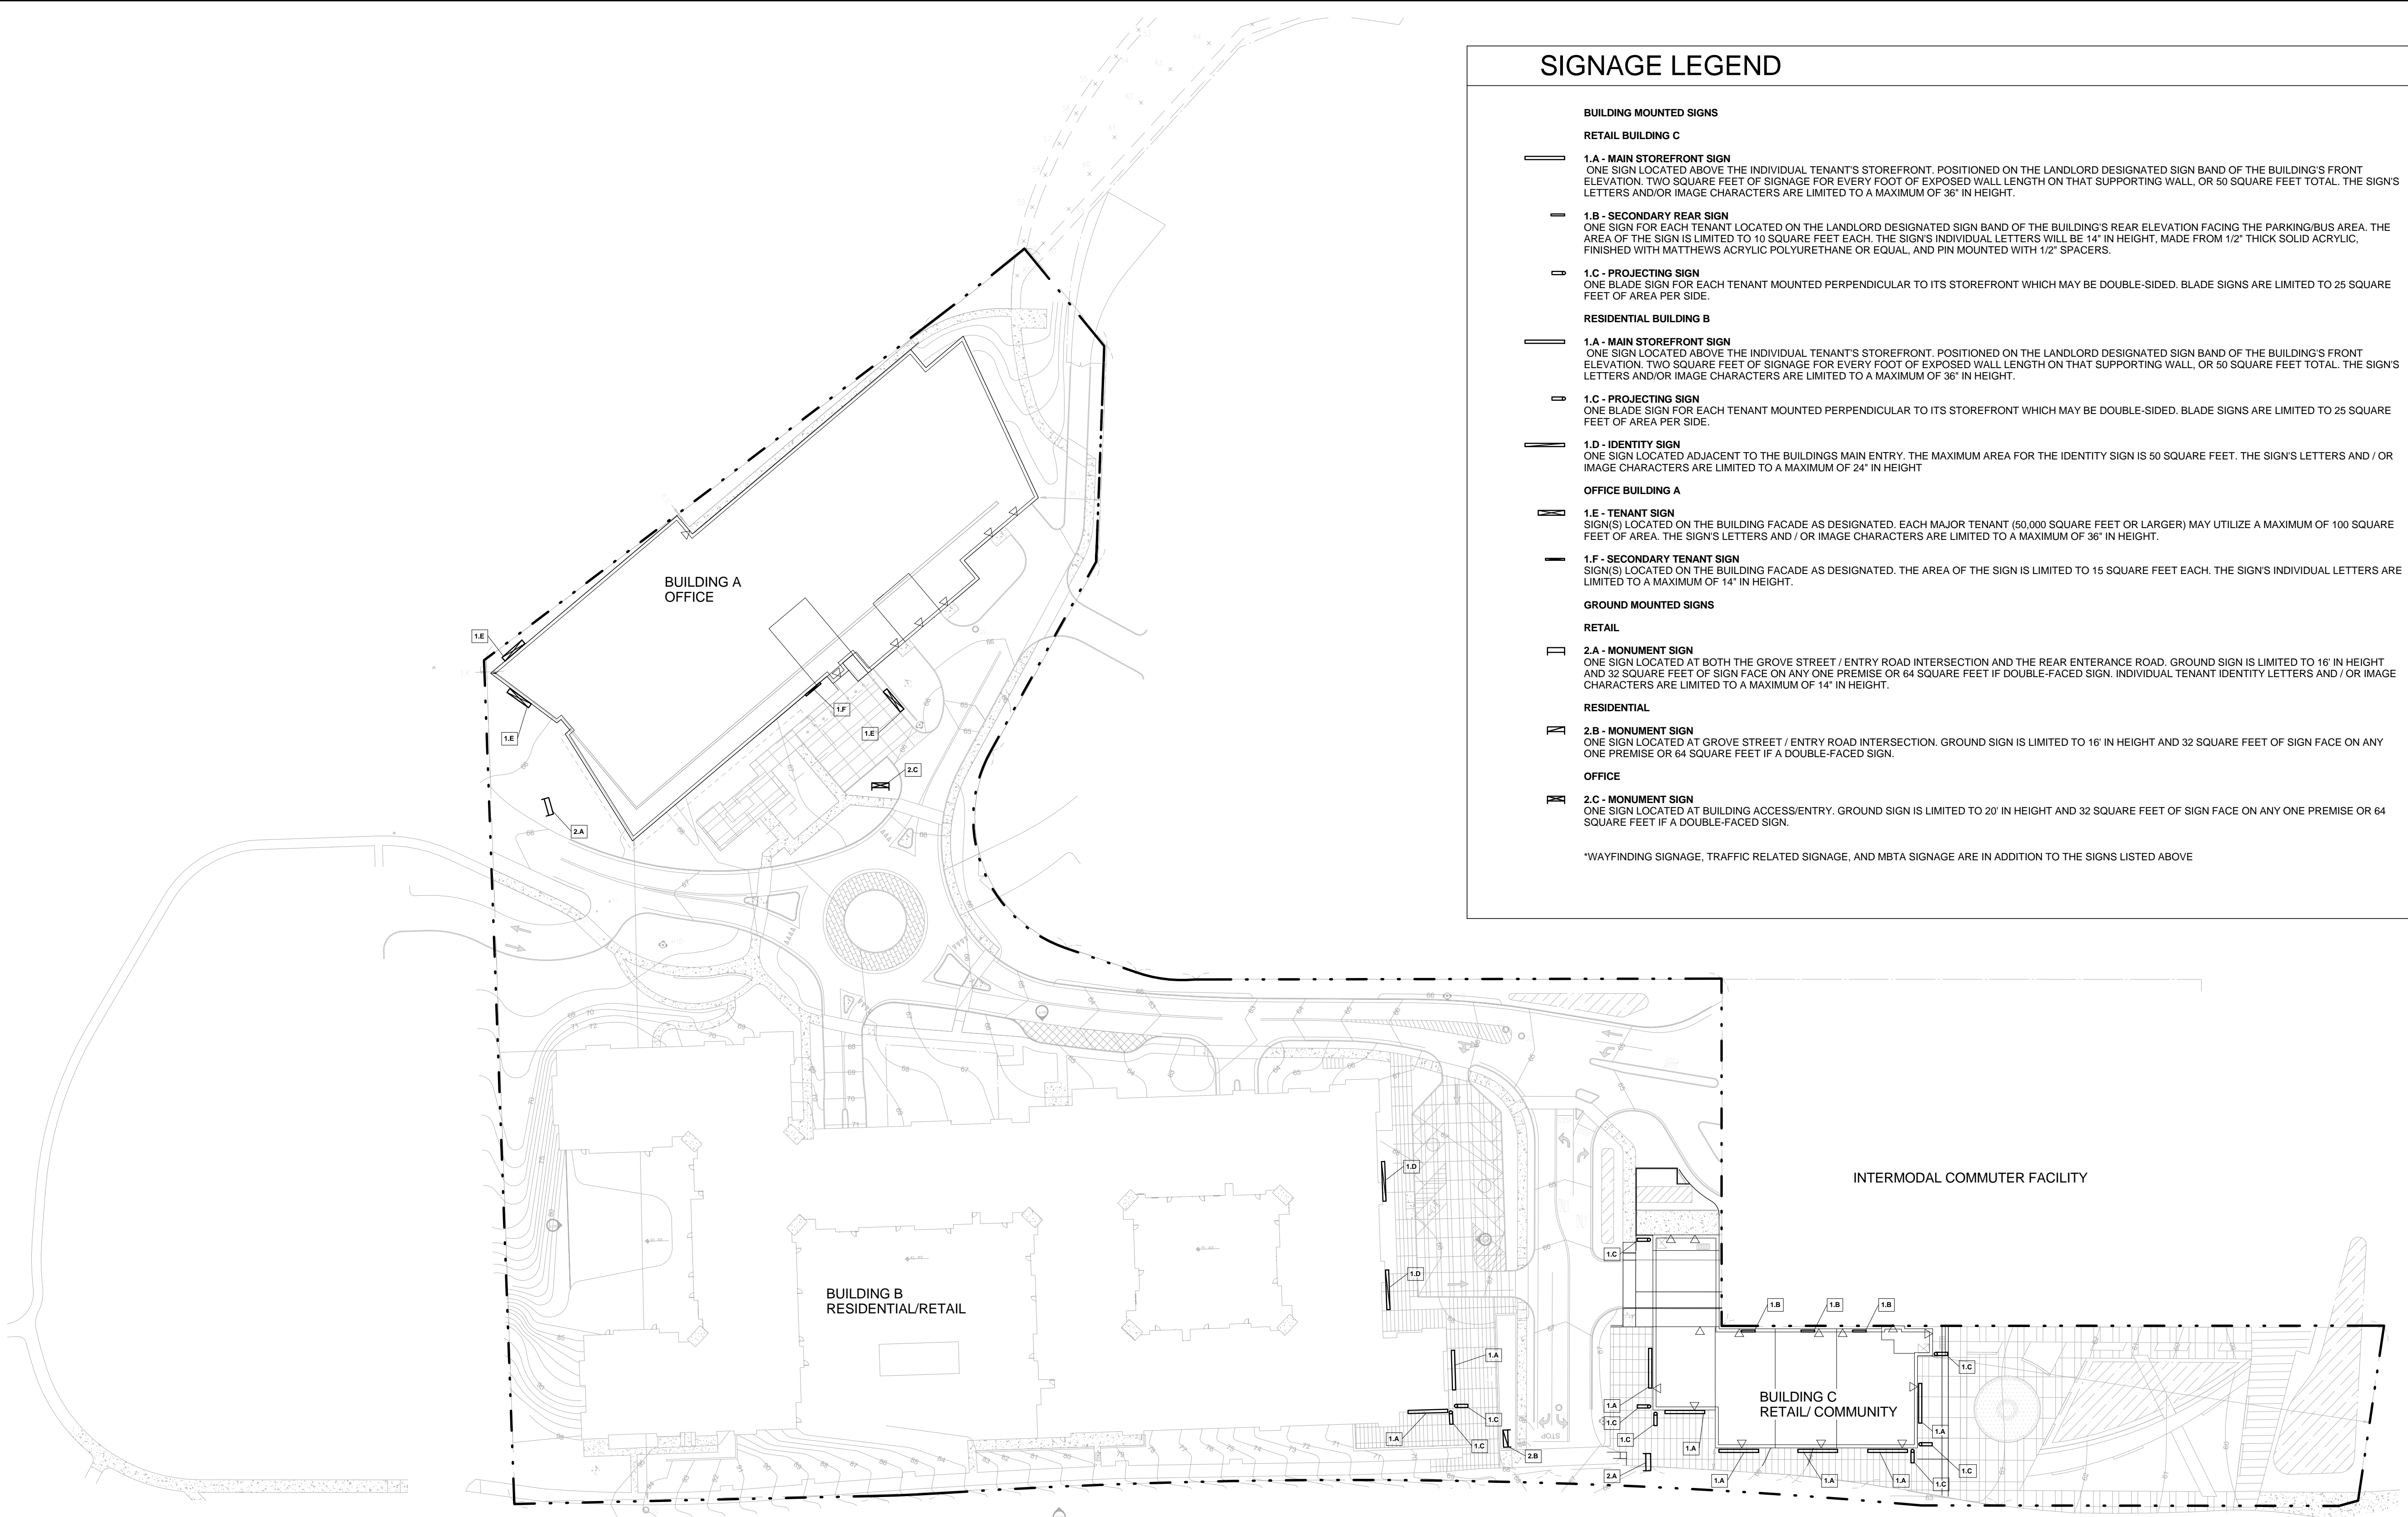 SIGNAGE LEGEND
BUILDING MOUNTED SIGNS
RETAIL BUILDING C
1.A - MAIN STOREFRONT SIGN
ONE SIGN LOCATED ABOVE THE INDIVIDUAL TENANT'S STOREFRONT. POSITIONED ON THE LANDLORD DESIGNATED SIGN BAND OF THE BUILDING'S FRONT
ELEVATION. TWO SQUARE FEET OF SIGNAGE FOR EVERY FOOT OF EXPOSED WALL LENGTH ON THAT SUPPORTING WALL, OR 50 SQUARE FEET TOTAL. THE SIGN'S
LETTERS AND/OR IMAGE CHARACTERS ARE LIMITED TO A MAXIMUM OF 36" IN HEIGHT.
1.B - SECONDARY REAR SIGN
ONE SIGN FOR EACH TENANT LOCATED ON THE LANDLORD DESIGNATED SIGN BAND OF THE BUILDING'S REAR ELEVATION FACING THE PARKING/BUS AREA. THE
AREA OF THE SIGN IS LIMITED TO 10 SQUARE FEET EACH. THE SIGN'S INDIVIDUAL LETTERS WILL BE 14" IN HEIGHT, MADE FROM 1/2" THICK SOLID ACRYLIC,
FINISHED WITH MATTHEWS ACRYLIC POLYURETHANE OR EQUAL, AND PIN MOUNTED WITH 1/2" SPACERS.
1.C - PROJECTING SIGN
ONE BLADE SIGN FOR EACH TENANT MOUNTED PERPENDICULAR TO ITS STOREFRONT WHICH MAY BE DOUBLE-SIDED. BLADE SIGNS ARE LIMITED TO 25 SQUARE
FEET OF AREA PER SIDE.
RESIDENTIAL BUILDING B
1.A - MAIN STOREFRONT SIGN
ONE SIGN LOCATED ABOVE THE INDIVIDUAL TENANT'S STOREFRONT. POSITIONED ON THE LANDLORD DESIGNATED SIGN BAND OF THE BUILDING'S FRONT
ELEVATION. TWO SQUARE FEET OF SIGNAGE FOR EVERY FOOT OF EXPOSED WALL LENGTH ON THAT SUPPORTING WALL, OR 50 SQUARE FEET TOTAL. THE SIGN'S
LETTERS AND/OR IMAGE CHARACTERS ARE LIMITED TO A MAXIMUM OF 36" IN HEIGHT.
1.C - PROJECTING SIGN
ONE BLADE SIGN FOR EACH TENANT MOUNTED PERPENDICULAR TO ITS STOREFRONT WHICH MAY BE DOUBLE-SIDED. BLADE SIGNS ARE LIMITED TO 25 SQUARE
FEET OF AREA PER SIDE.
1.D - IDENTITY SIGN
ONE SIGN LOCATED ADJACENT TO THE BUILDINGS MAIN ENTRY. THE MAXIMUM AREA FOR THE IDENTITY SIGN IS 50 SQUARE FEET. THE SIGN'S LETTERS AND / OR
IMAGE CHARACTERS ARE LIMITED TO A MAXIMUM OF 24" IN HEIGHT
OFFICE BUILDING A
1.E - TENANT SIGN
SIGN(S) LOCATED ON THE BUILDING FACADE AS DESIGNATED. EACH MAJOR TENANT (50,000 SQUARE FEET OR LARGER) MAY UTILIZE A MAXIMUM OF 100 SQUARE
FEET OF AREA. THE SIGN'S LETTERS AND / OR IMAGE CHARACTERS ARE LIMITED TO A MAXIMUM OF 36" IN HEIGHT.
1.F - SECONDARY TENANT SIGN
SIGN(S) LOCATED ON THE BUILDING FACADE AS DESIGNATED. THE AREA OF THE SIGN IS LIMITED TO 15 SQUARE FEET EACH. THE SIGN'S INDIVIDUAL LETTERS ARE
LIMITED TO A MAXIMUM OF 14" IN HEIGHT.
GROUND MOUNTED SIGNS
RETAIL
2.A - MONUMENT SIGN
ONE SIGN LOCATED AT BOTH THE GROVE STREET / ENTRY ROAD INTERSECTION AND THE REAR ENTERANCE ROAD. GROUND SIGN IS LIMITED TO 16' IN HEIGHT
AND 32 SQUARE FEET OF SIGN FACE ON ANY ONE PREMISE OR 64 SQUARE FEET IF DOUBLE-FACED SIGN. INDIVIDUAL TENANT IDENTITY LETTERS AND / OR IMAGE
CHARACTERS ARE LIMITED TO A MAXIMUM OF 14" IN HEIGHT.
RESIDENTIAL
2.B - MONUMENT SIGN
ONE SIGN LOCATED AT GROVE STREET / ENTRY ROAD INTERSECTION. GROUND SIGN IS LIMITED TO 16' IN HEIGHT AND 32 SQUARE FEET OF SIGN FACE ON ANY
ONE PREMISE OR 64 SQUARE FEET IF A DOUBLE-FACED SIGN.
OFFICE
2.C - MONUMENT SIGN
ONE SIGN LOCATED AT BUILDING ACCESS/ENTRY. GROUND SIGN IS LIMITED TO 20' IN HEIGHT AND 32 SQUARE FEET OF SIGN FACE ON ANY ONE PREMISE OR 64
SQUARE FEET IF A DOUBLE-FACED SIGN.
*WAYFINDING SIGNAGE, TRAFFIC RELATED SIGNAGE, AND MBTA SIGNAGE ARE IN ADDITION TO THE SIGNS LISTED ABOVE
BUILDING A
OFFICE
1.E
1.E
1.F
1.E
2.C
2.A
INTERMODAL COMMUTER FACILITY
BUILDING B
RESIDENTIAL/RETAIL
1.D
1.D
1.A
1.C
1.A
1.C
2.B
STOP
1.C
1.B
1.B
1.B
1.A
1.C
1.C
1.A
2.A
BUILDING C
RETAIL/ COMMUNITY
1.C
1.A
1.C
1.A
1.A
1.A
1.C